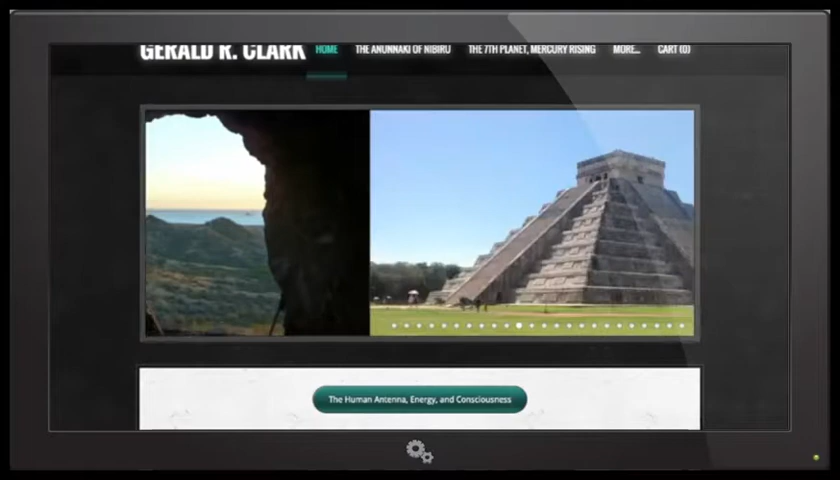 GERALD R. CLARK HOME THE ANUNNAKI OF NIBIRU THE 7TH PLANET, MERCURY RISING MORE... CART (0)
The Human Antenna, Energy, and Consciousness